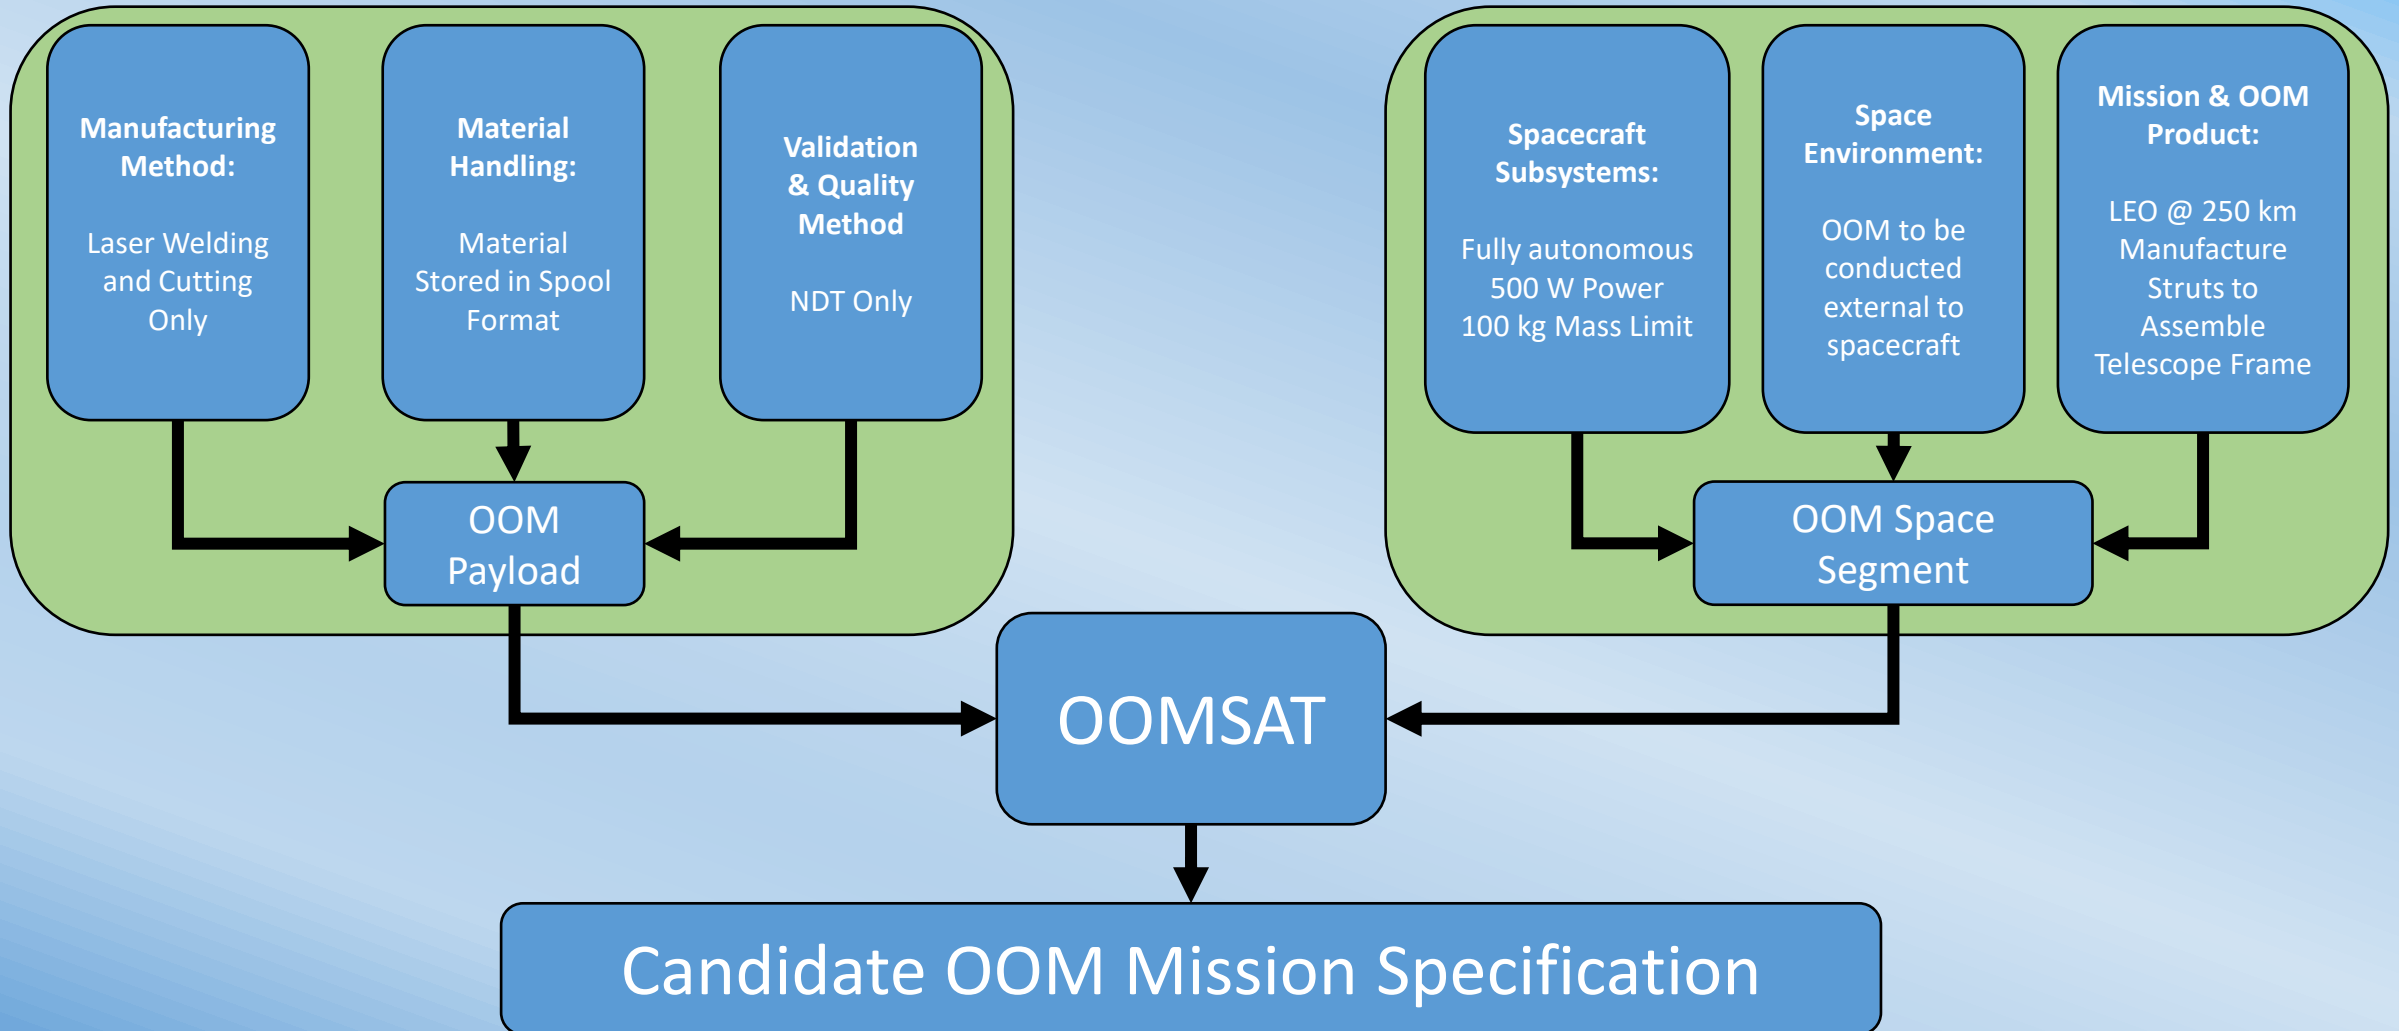 Manufacturing
Method:
Laser Welding
and Cutting
Only
Material
Handling:
Material
Stored in Spool
Format
Validation
& Quality
Method
NDT Only
OOM
Payload
Spacecraft
Subsystems:
Fully autonomous
500 W Power
100 kg Mass Limit
Space
Environment:
OOM to be
conducted
external to
spacecraft
Mission & OOM
Product:
LEO @ 250 km
Manufacture
Struts to
Assemble
Telescope Frame
OOM Space
Segment
OOMSAT
Candidate OOM Mission Specification